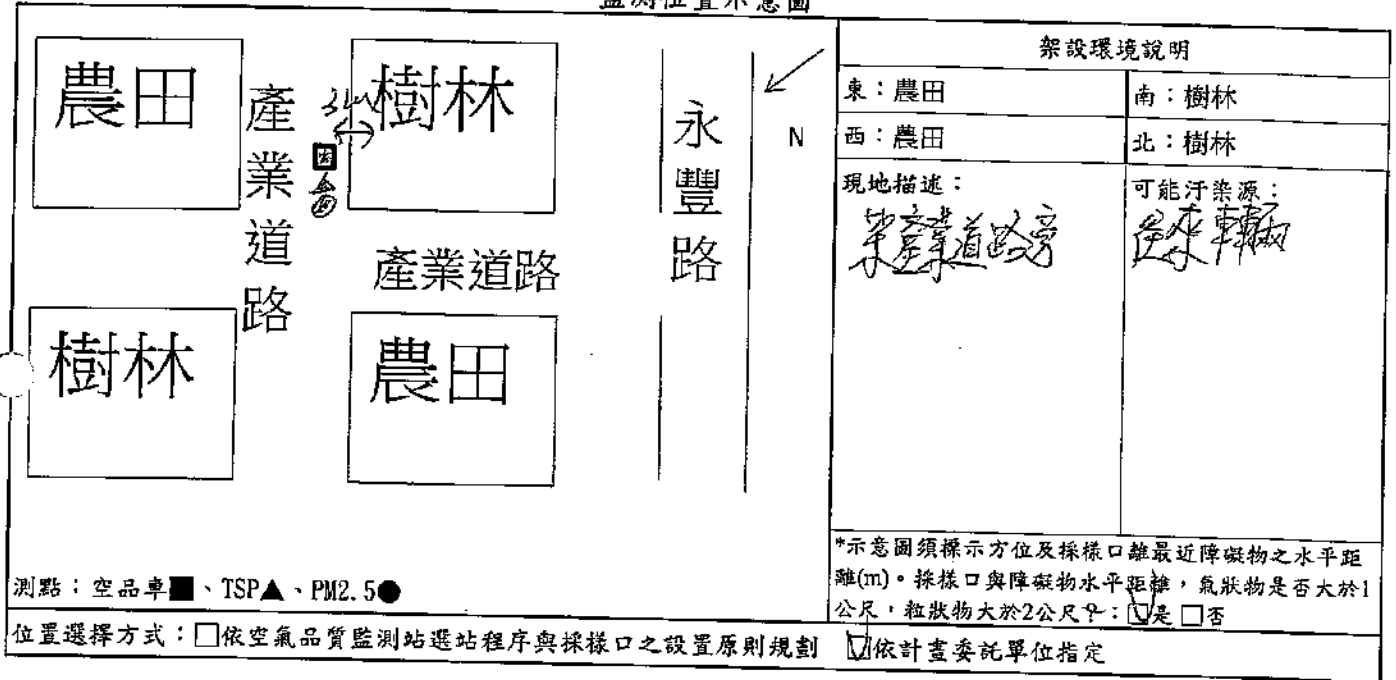 監測位置示意圖
農田
產業道路
樹林
永豐路
N
產業道路
樹林
農田
測點：空品車■、TSP▲、PM2.5●
架設環境說明
東：農田
南：樹林
西：農田
北：樹林
現地描述：
某產業道路旁
可能汙染源：
往來車輛
*示意圖須標示方位及採樣口離最近障礙物之水平距
離(m)。採樣口與障礙物水平距離，氣狀物是否大於1
公尺，粒狀物大於2公尺?：☑是 □否
位置選擇方式：□依空氣品質監測站選站程序與採樣口之設置原則規劃 ☑依計畫委託單位指定